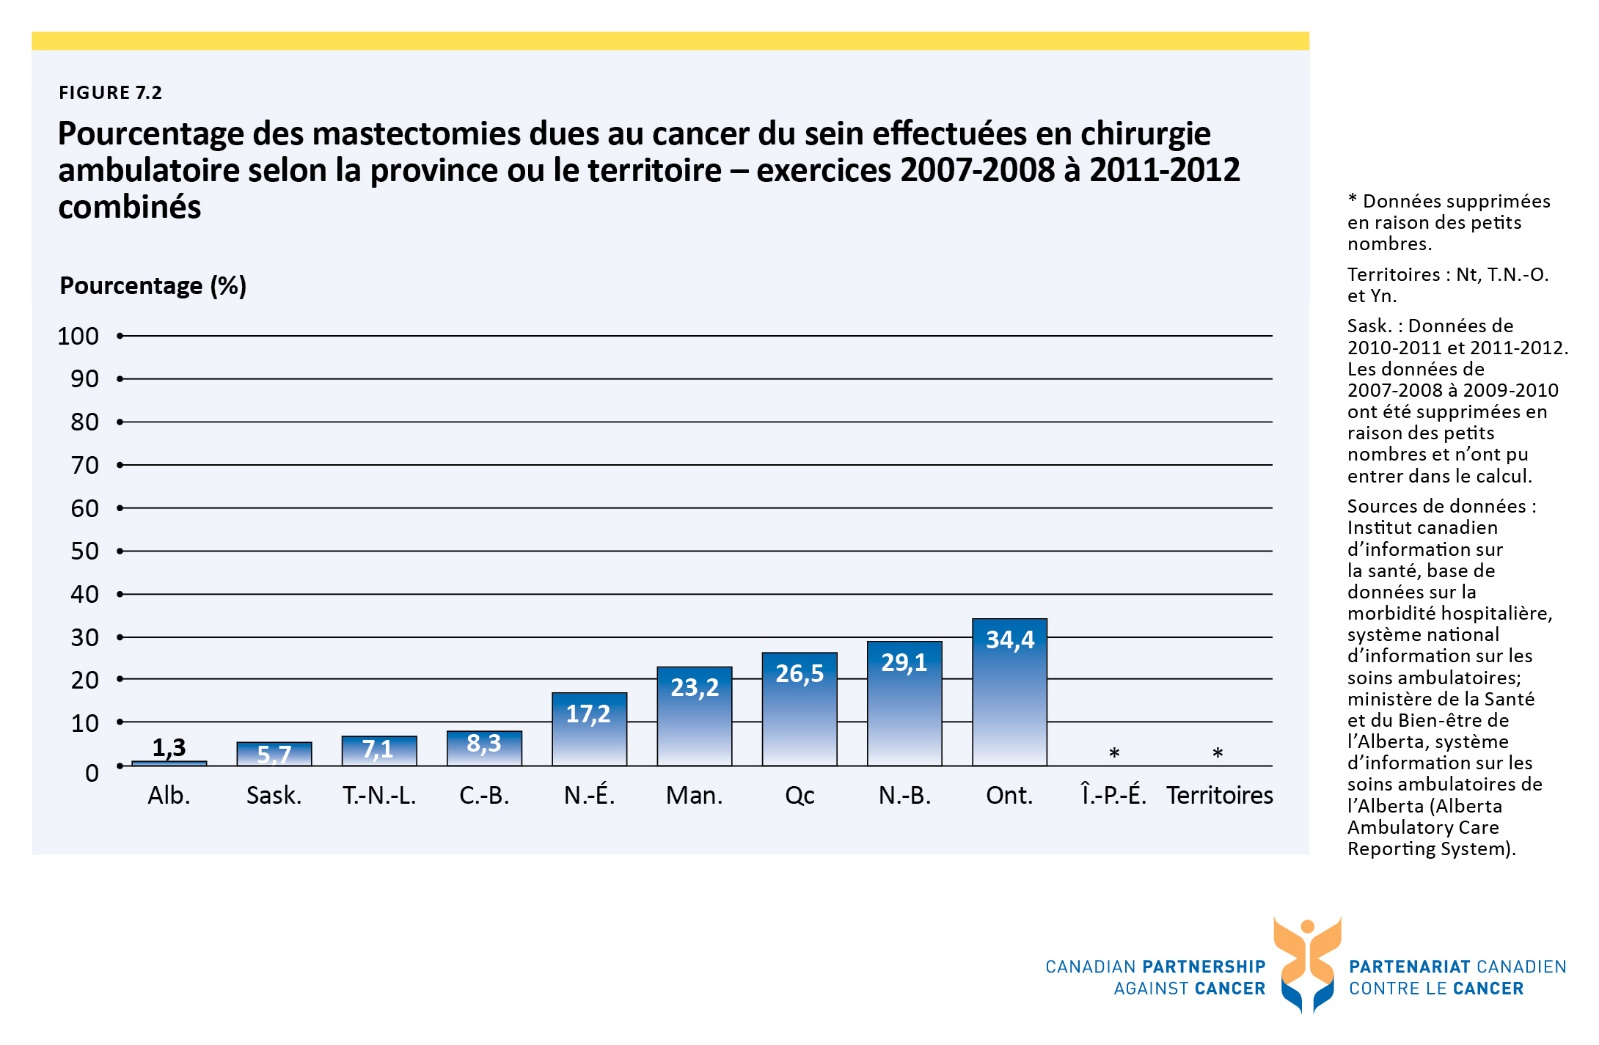 FIGURE 7.2
Pourcentage des mastectomies dues au cancer du sein effectuées en chirurgie
ambulatoire selon la province ou le territoire – exercices 2007-2008 à 2011-2012
combinés
Pourcentage (%)
100
90
80
70
60
50
40
30
20
10
0
1,3
5,7
7,1
8,3
17,2
23,2
26,5
29,1
34,4
*
*
Alb.
Sask.
T.-N.-L.
C.-B.
N.-É.
Man.
Qc
N.-B.
Ont.
Î.-P.-É.
Territoires
* Données supprimées
en raison des petits
nombres.
Territoires : Nt, T.N.-O.
et Yn.
Sask. : Données de
2010-2011 et 2011-2012.
Les données de
2007-2008 à 2009-2010
ont été supprimées en
raison des petits
nombres et n’ont pu
entrer dans le calcul.
Sources de données :
Institut canadien
d’information sur
la santé, base de
données sur la
morbidité hospitalière,
système national
d’information sur les
soins ambulatoires;
ministère de la Santé
et du Bien-être de
l’Alberta, système
d’information sur les
soins ambulatoires de
l’Alberta (Alberta
Ambulatory Care
Reporting System).
CANADIAN PARTNERSHIP
AGAINST CANCER
PARTENARIAT CANADIEN
CONTRE LE CANCER